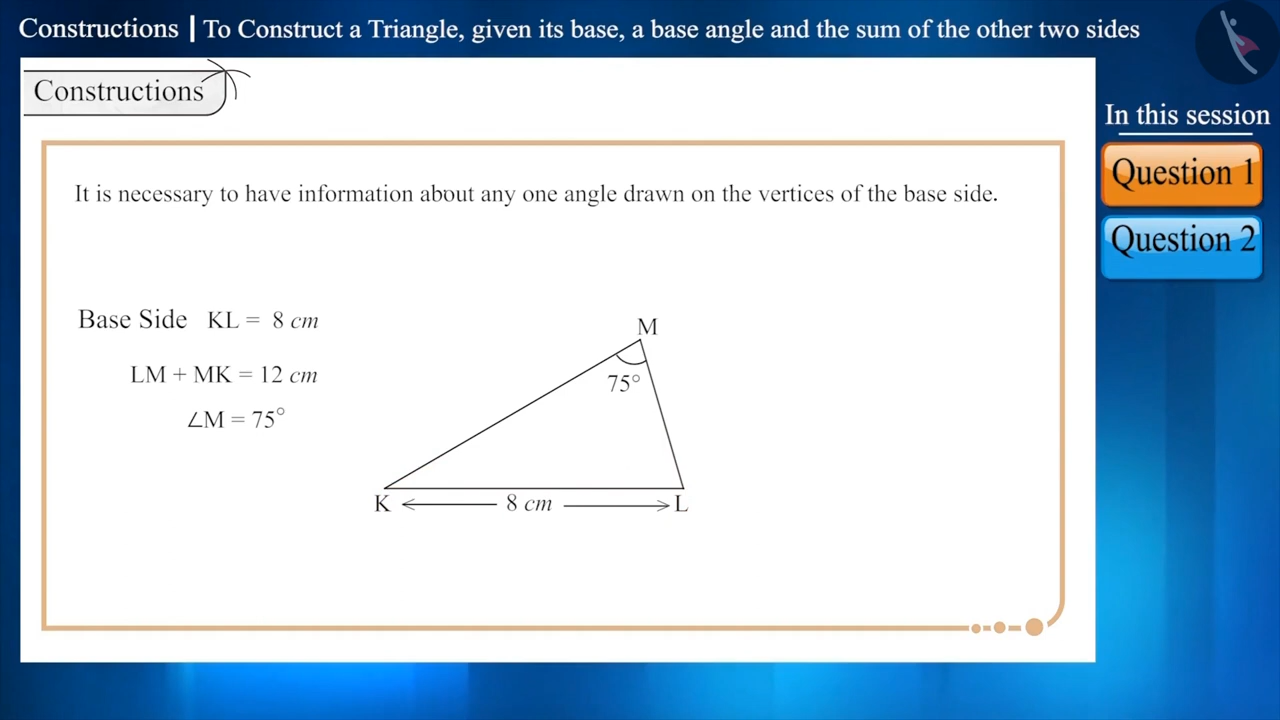 Constructions | To Construct a Triangle, given its base, a base angle and the sum of the other two sides
Constructions
In this session
Question 1
Question 2
It is necessary to have information about any one angle drawn on the vertices of the base side.
Base Side KL = 8 cm
LM + MK = 12 cm
∠M = 75°
M
75°
K
8 cm
L